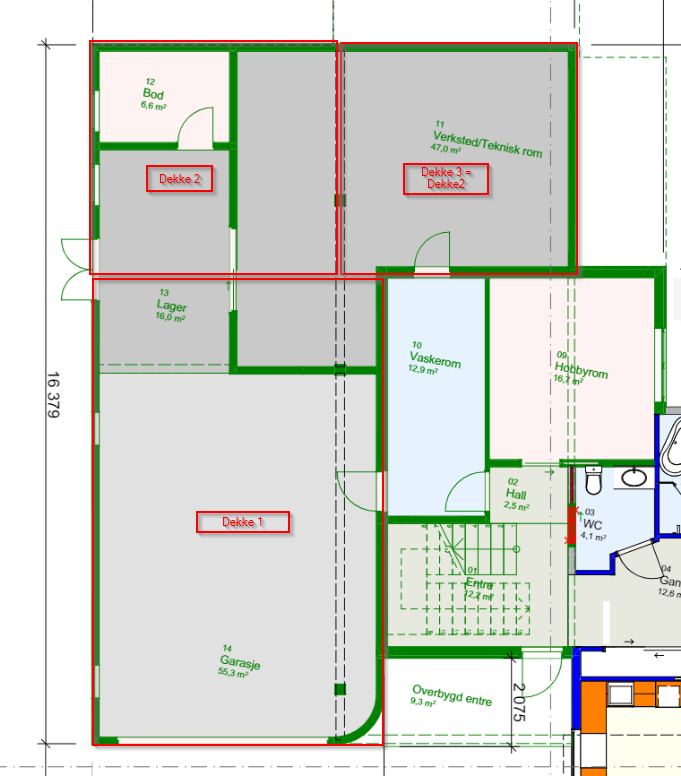 12
Bod
6,6 m²
11
Verksted/Teknisk rom
47,0 m²
Dekke 2
Dekke 3 =
Dekke2
13
Lager
16,0 m²
10
Vaskerom
12,9 m²
09
Hobbyrom
16,7 m²
16 379
02
Hall
2,5 m²
03
WC
4,1 m²
Dekke 1
01
Entre
12,2 m²
04
Gan
12,6 m
14
Garasje
55,3 m²
Overbygd entre
9,3 m²
2 075